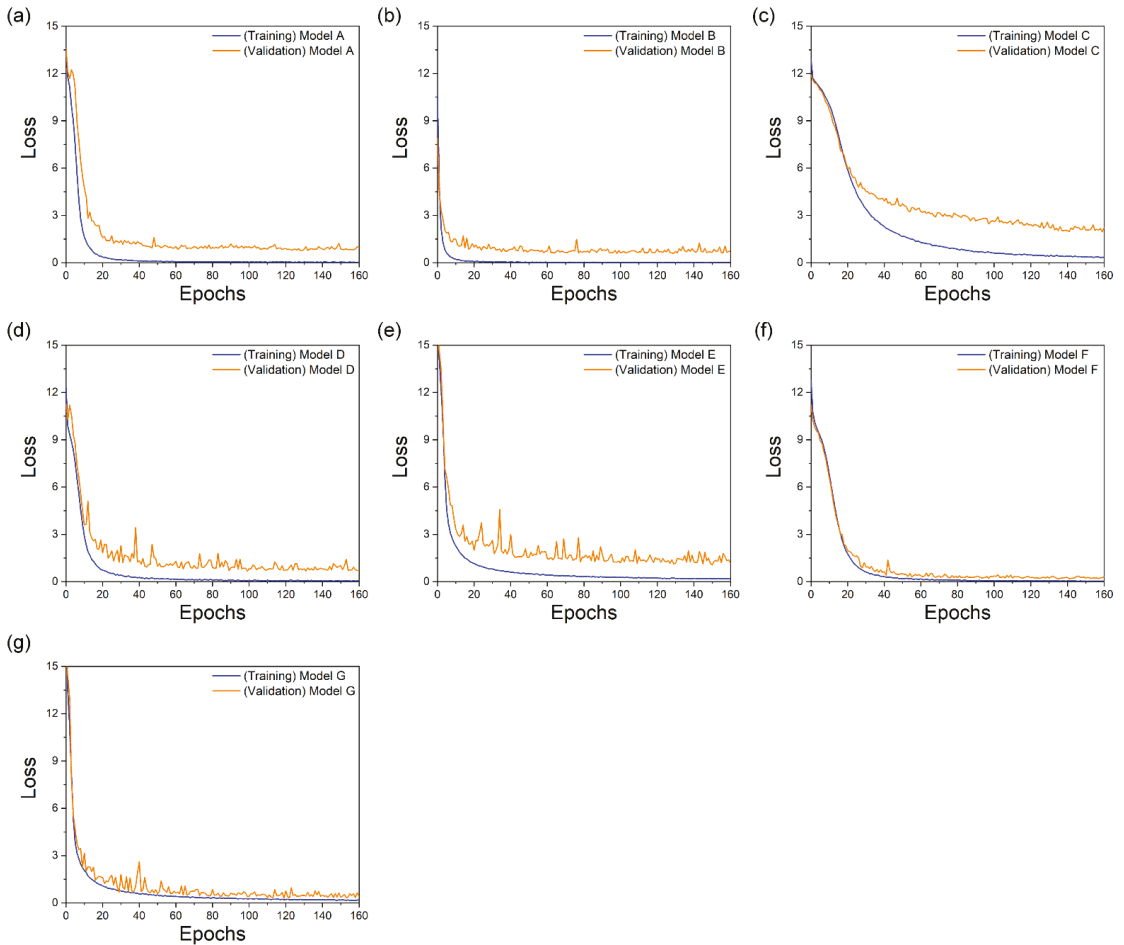 (a)
(Training) Model A
(Validation) Model A
15
12
9
6
3
0
Loss
0 20 40 60 80 100 120 140 160
Epochs
(b)
(Training) Model B
(Validation) Model B
15
12
9
6
3
0
Loss
0 20 40 60 80 100 120 140 160
Epochs
(c)
(Training) Model C
(Validation) Model C
15
12
9
6
3
0
Loss
0 20 40 60 80 100 120 140 160
Epochs
(d)
(Training) Model D
(Validation) Model D
15
12
9
6
3
0
Loss
0 20 40 60 80 100 120 140 160
Epochs
(e)
(Training) Model E
(Validation) Model E
15
12
9
6
3
0
Loss
0 20 40 60 80 100 120 140 160
Epochs
(f)
(Training) Model F
(Validation) Model F
15
12
9
6
3
0
Loss
0 20 40 60 80 100 120 140 160
Epochs
(g)
(Training) Model G
(Validation) Model G
15
12
9
6
3
0
Loss
0 20 40 60 80 100 120 140 160
Epochs